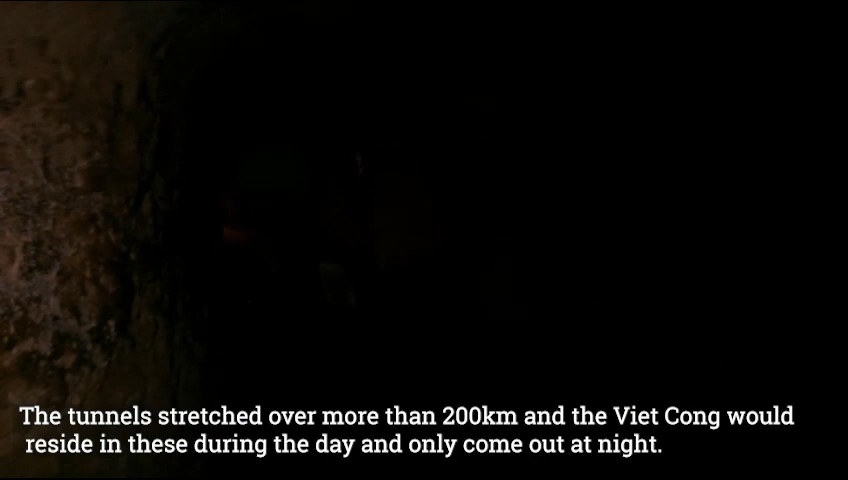 The tunnels stretched over more than 200km and the Viet Cong would
reside in these during the day and only come out at night.